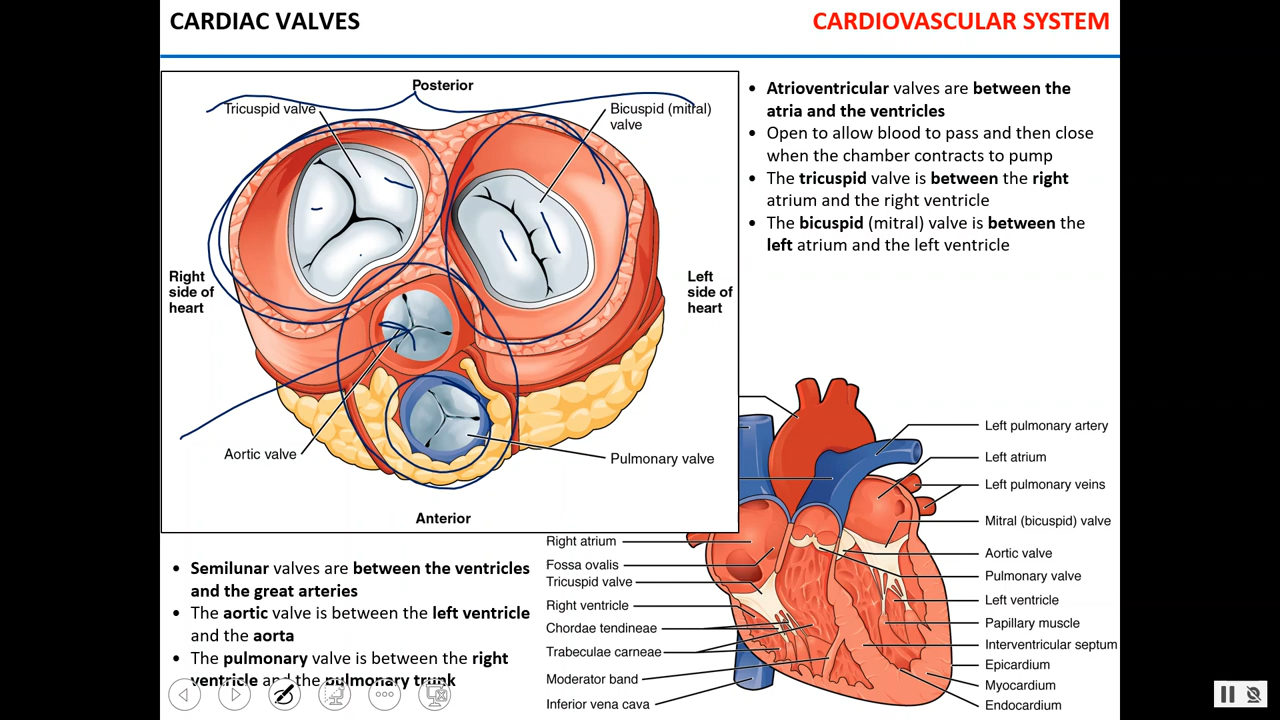 CARDIAC VALVES
CARDIOVASCULAR SYSTEM
Posterior
Tricuspid valve
Bicuspid (mitral)
valve
Right
side of
heart
Left
side of
heart
Aortic valve
Pulmonary valve
Anterior
• Atrioventricular valves are between the
atria and the ventricles
• Open to allow blood to pass and then close
when the chamber contracts to pump
• The tricuspid valve is between the right
atrium and the right ventricle
• The bicuspid (mitral) valve is between the
left atrium and the left ventricle
• Semilunar valves are between the ventricles
and the great arteries
• The aortic valve is between the left ventricle
and the aorta
• The pulmonary valve is between the right
ventricle and the pulmonary trunk
Right atrium
Fossa ovalis
Tricuspid valve
Right ventricle
Chordae tendineae
Trabeculae carneae
Moderator band
Inferior vena cava
Left pulmonary artery
Left atrium
Left pulmonary veins
Mitral (bicuspid) valve
Aortic valve
Pulmonary valve
Left ventricle
Papillary muscle
Interventricular septum
Epicardium
Myocardium
Endocardium